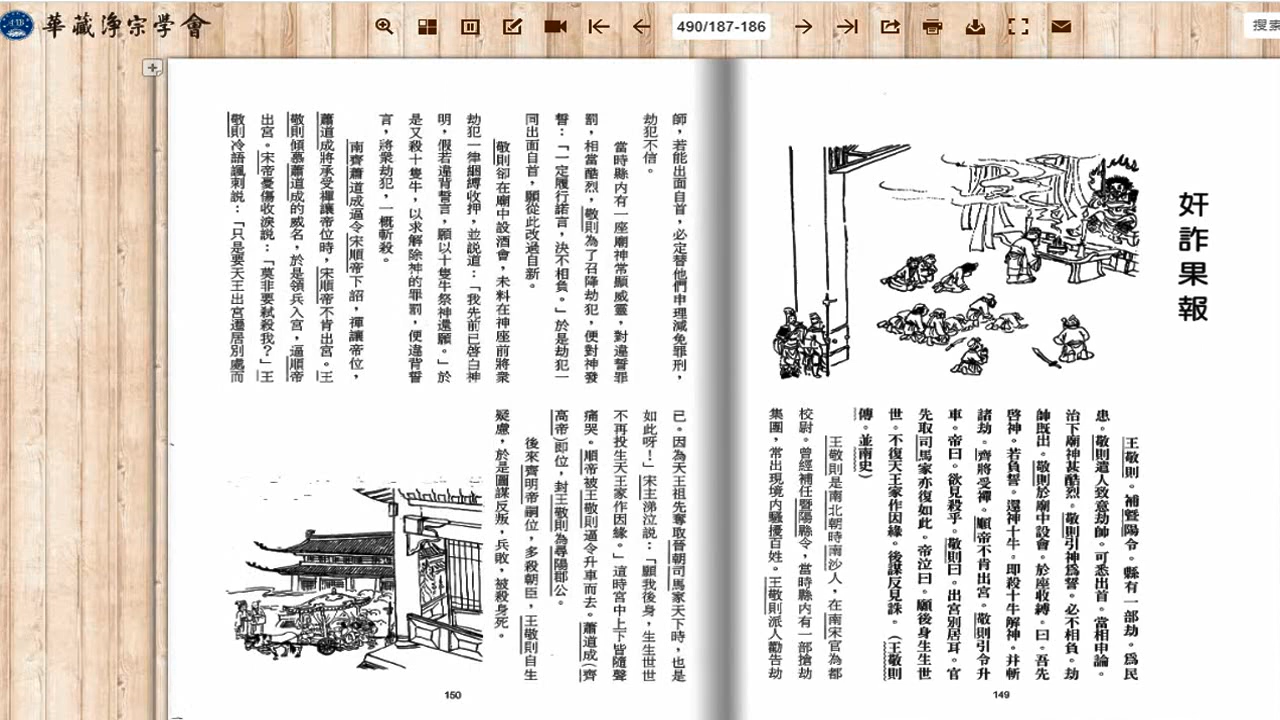 華藏淨宗學會
490/187-186
搜索
奸詐果報
王敬則。補暨陽令。縣有一部劫。為民
患。敬則遣人致意劫帥。可悉出首。當相申論。
治下廟神甚酷烈。敬則引神為誓。必不相負。劫
帥既出。敬則於廟中設會。於座收縛。曰。吾先
啓神。若負誓。還神十牛。即殺十牛解神。并斬
諸劫。齊將受禪。順帝不肯出宮。敬則引令升
車。帝曰。欲見殺乎。敬則曰。出宮別居耳。官
先取司馬家亦復如此。帝泣曰。願後身生生世
世。不復天王家作因緣。後謀反見誅。(王敬則
傳。並南史)
王敬則是南北朝時南沙人,在南宋官為都
校尉。曾經補任暨陽縣令,當時縣內有一部搶劫
集團,常出現境內騷擾百姓。王敬則派人勸告劫
149
師,若能出面自首,必定替他們申理減免罪刑,
劫犯不信。
當時縣內有一座廟神常顯威靈,對違誓罪
罰,相當酷烈,敬則為了召降劫犯,便對神發
誓:「一定履行諾言,決不相負。」於是劫犯一
同出面自首,願從此改過自新。
敬則卻在廟中設酒會,未料在神座前將衆
劫犯一律綑縛收押,並說道:「我先前已啓白神
明,假若違背誓言,願以十隻牛祭神還願。」於
是又殺十隻牛,以求解除神的罪罰,便違背誓
言,將衆劫犯,一概斬殺。
南齊蕭道成逼令宋順帝下詔,禪讓帝位,
蕭道成將承受禪讓帝位時,宋順帝不肯出宮。王
敬則傾慕蕭道成的威名,於是領兵入宮,逼順帝
出宮。宋帝憂傷收淚說:「莫非要弒殺我?」王
敬則冷語諷刺說:「只是要天王出宮遷居別處而
已。因為天王祖先奪取晉朝司馬家天下時,也是
如此呀!」宋主涕泣說:「願我後身,生生世世
不再投生天王家作因緣。」這時宮中上下皆隨聲
痛哭。順帝被王敬則逼令升車而去。蕭道成(齊
高帝)即位,封王敬則為尋陽郡公。
後來齊明帝嗣位,多殺朝臣,王敬則自生
疑慮,於是圖謀反叛,兵敗,被殺身死。
150